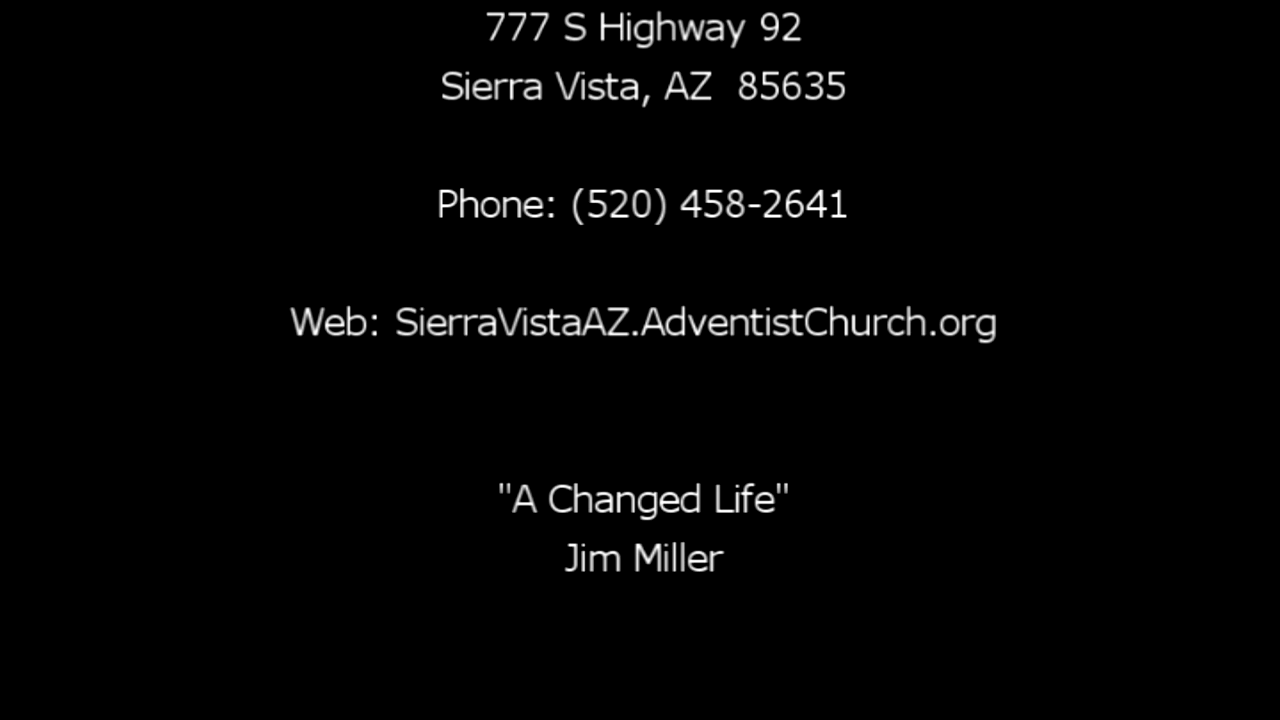 777 S Highway 92
Sierra Vista, AZ  85635
Phone: (520) 458-2641
Web: SierraVistaAZ.AdventistChurch.org
"A Changed Life"
Jim Miller